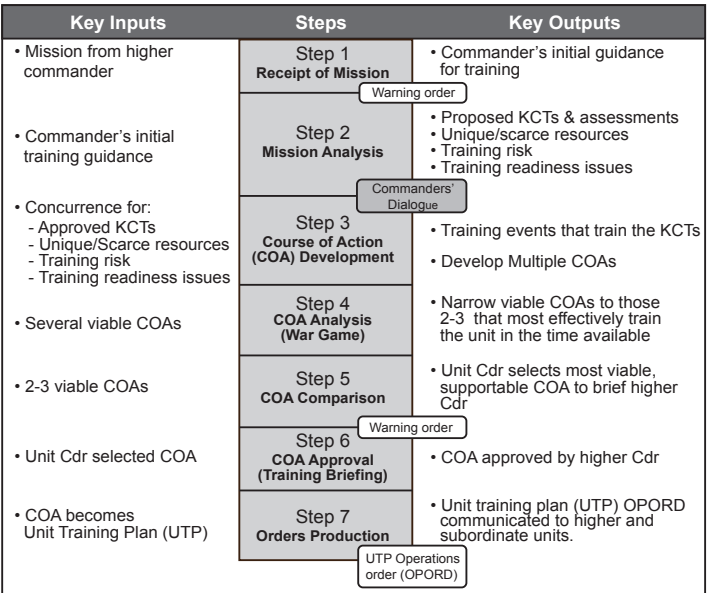 Key Inputs
Steps
Key Outputs
• Mission from higher
commander
Step 1
Receipt of Mission
• Commander's initial guidance
for training
Warning order
• Commander's initial
training guidance
Step 2
Mission Analysis
• Proposed KCTs & assessments
• Unique/scarce resources
• Training risk
• Training readiness issues
Commanders'
Dialogue
• Concurrence for:
- Approved KCTs
- Unique/Scarce resources
- Training risk
- Training readiness issues
Step 3
Course of Action
(COA) Development
• Training events that train the KCTs
• Develop Multiple COAs
• Several viable COAs
Step 4
COA Analysis
(War Game)
• Narrow viable COAs to those
2-3 that most effectively train
the unit in the time available
• 2-3 viable COAs
Step 5
COA Comparison
• Unit Cdr selects most viable,
supportable COA to brief higher
Cdr
Warning order
• Unit Cdr selected COA
Step 6
COA Approval
(Training Briefing)
• COA approved by higher Cdr
• COA becomes
Unit Training Plan (UTP)
Step 7
Orders Production
• Unit training plan (UTP) OPORD
communicated to higher and
subordinate units.
UTP Operations
order (OPORD)